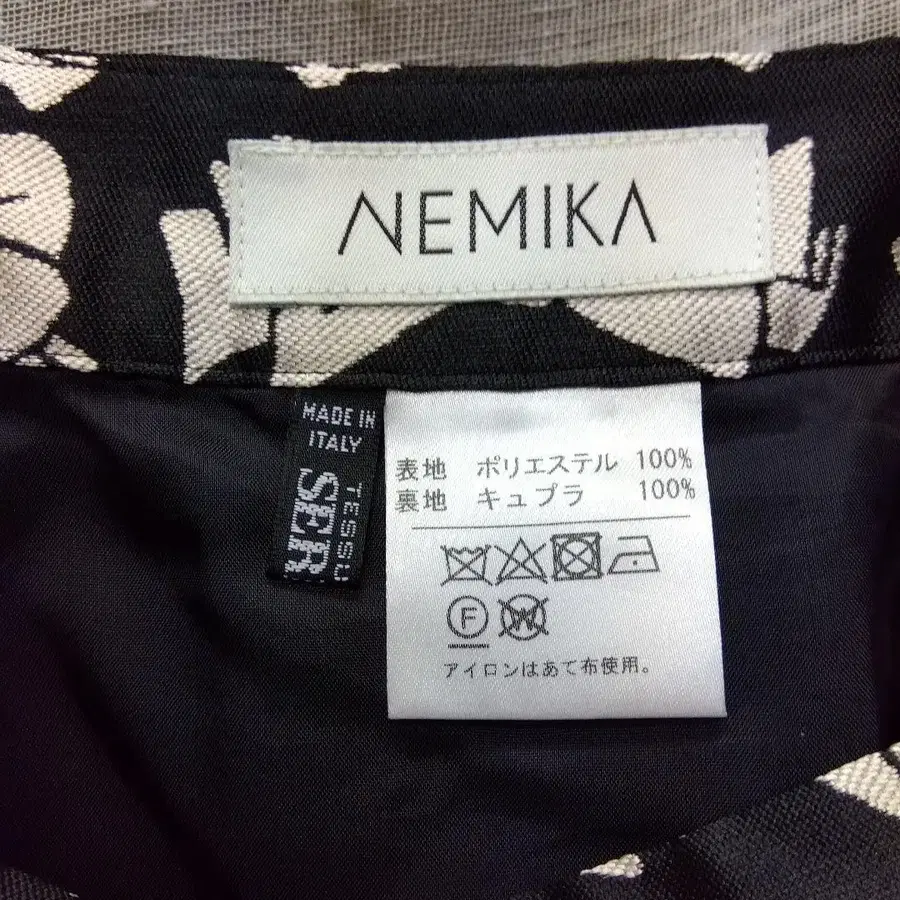 NEMIKA
MADE IN
ITALY
TESSU
SER
表地 ポリエステル 100%
裏地 キュプラ 100%
F W
アイロンはあて布使用。